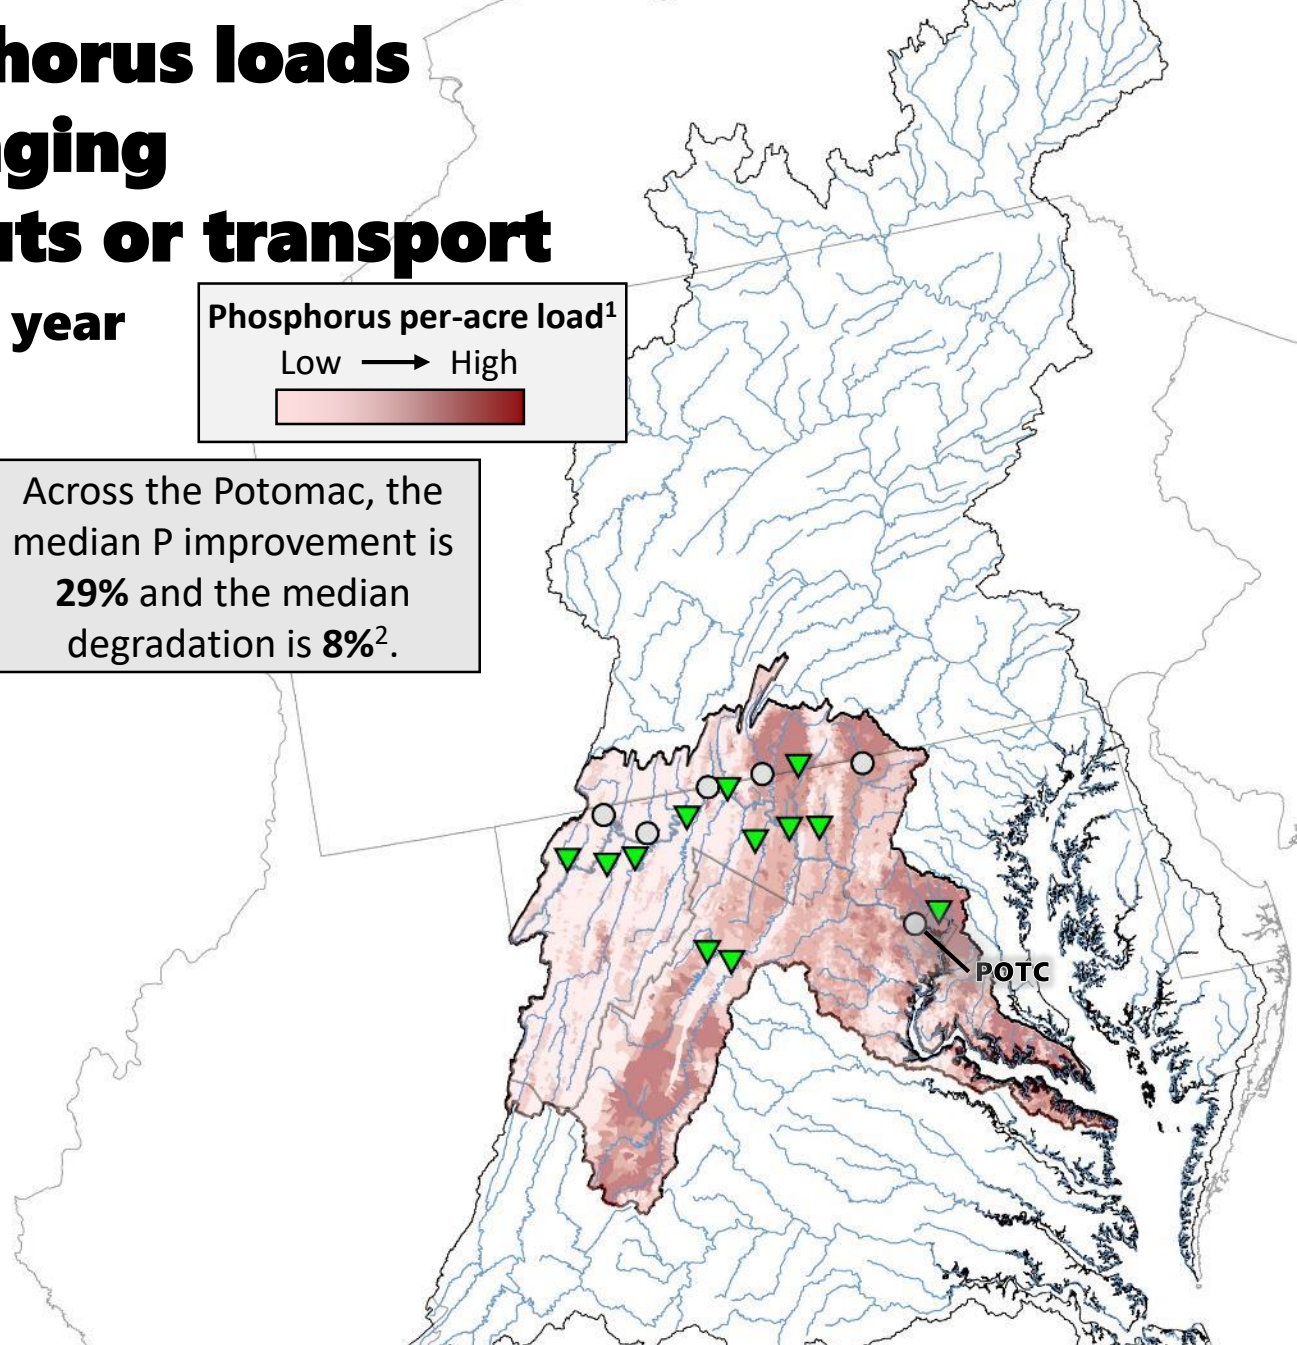 horus loads
ging
uts or transport
year
Phosphorus per-acre load¹
Low → High
Across the Potomac, the
median P improvement is
29% and the median
degradation is 8%².
POTC